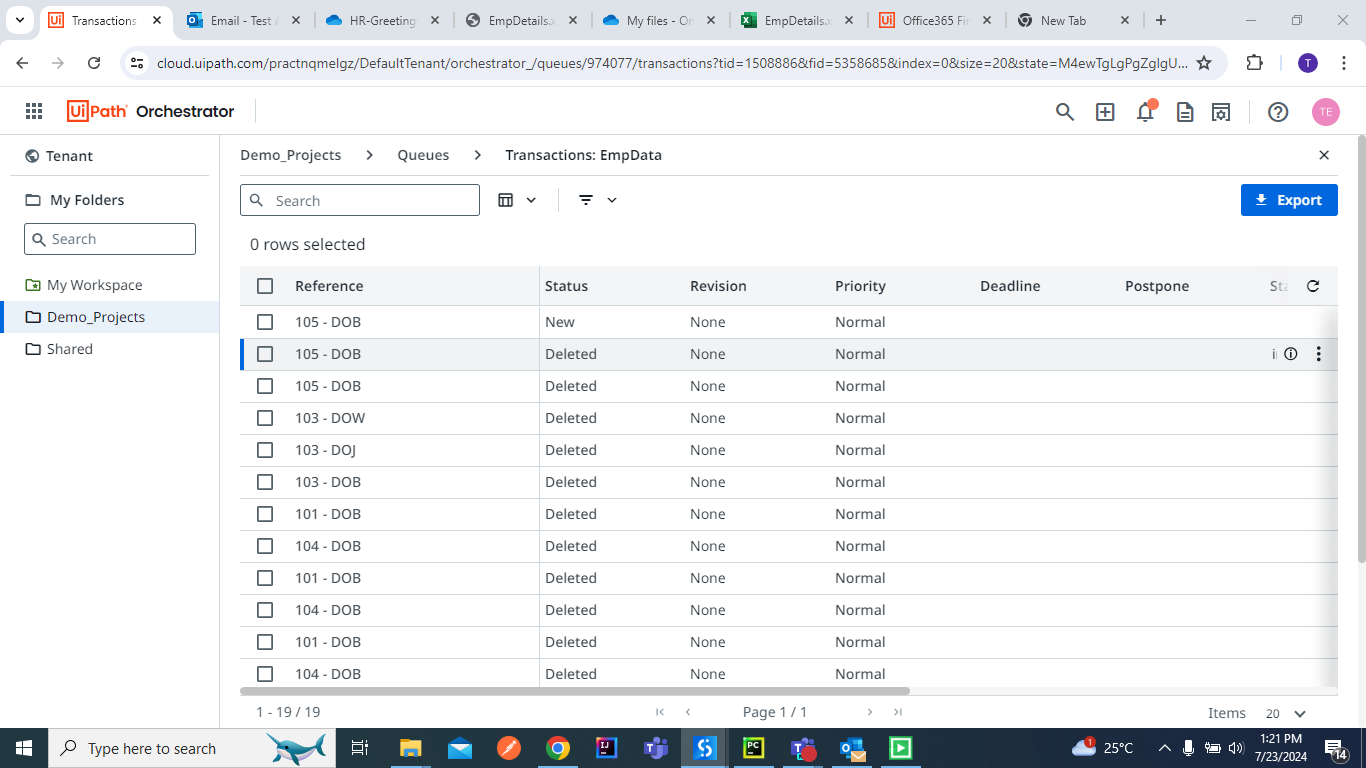 Transactions
Email - Test A
HR-Greeting
EmpDetails.x
My files - On
EmpDetails.x
Office365 Fin
New Tab
cloud.uipath.com/practnqmelgz/DefaultTenant/orchestrator_/queues/974077/transactions?tid=1508886&fid=5358685&index=0&size=20&state=M4ewTgLgPgZglgU...
T
UiPath Orchestrator
TE
Tenant
Demo_Projects > Queues > Transactions: EmpData
My Folders
Search
Search
Export
My Workspace
Demo_Projects
Shared
0 rows selected
Reference Status Revision Priority Deadline Postpone Sta
105 - DOB New None Normal
105 - DOB Deleted None Normal
105 - DOB Deleted None Normal
103 - DOW Deleted None Normal
103 - DOJ Deleted None Normal
103 - DOB Deleted None Normal
101 - DOB Deleted None Normal
104 - DOB Deleted None Normal
101 - DOB Deleted None Normal
104 - DOB Deleted None Normal
101 - DOB Deleted None Normal
104 - DOB Deleted None Normal
1 - 19 / 19
Page 1 / 1
Items 20
Type here to search
PC
1
25°C
1:21 PM
7/23/2024
14